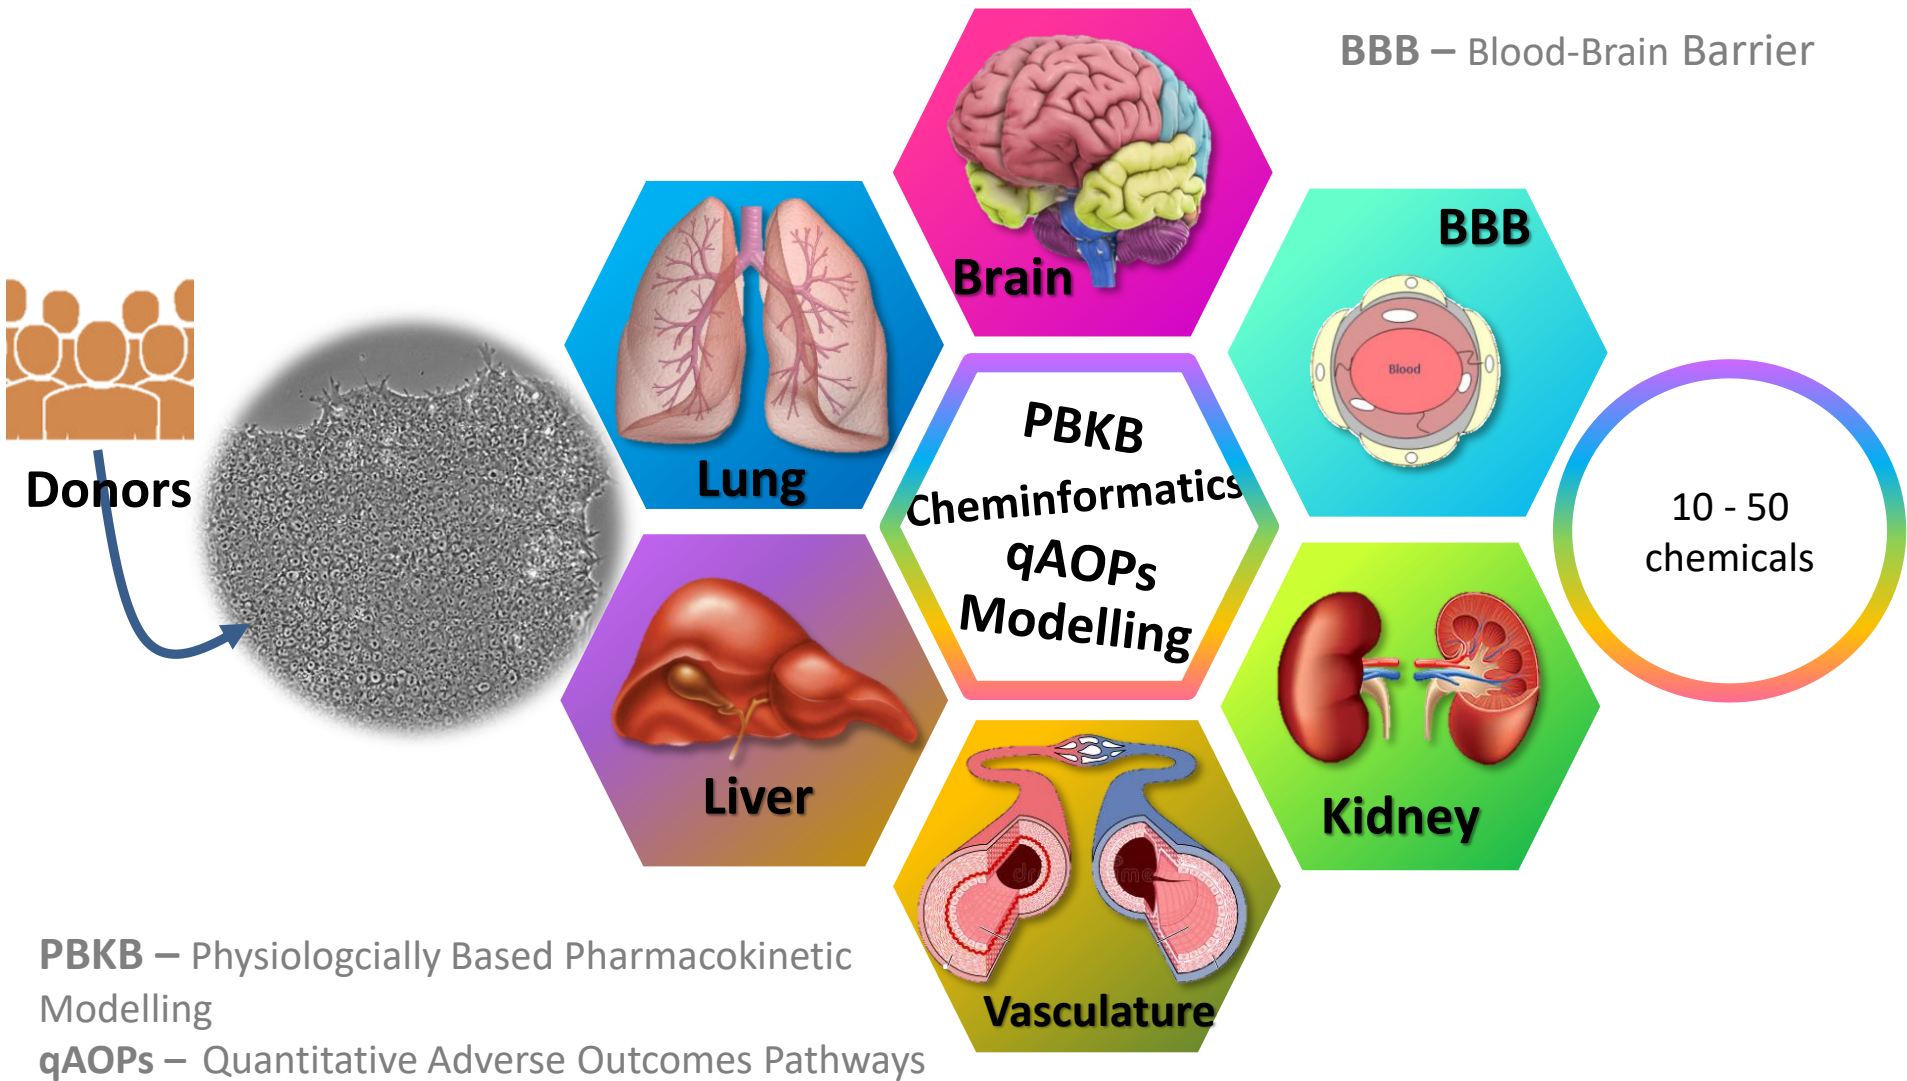 BBB – Blood-Brain Barrier
Brain
BBB
Blood
Lung
Donors
PBKB
Cheminformatics
qAOPs
Modelling
10 - 50
chemicals
Liver
Kidney
Vasculature
PBKB – Physiologcially Based Pharmacokinetic
Modelling
qAOPs – Quantitative Adverse Outcomes Pathways